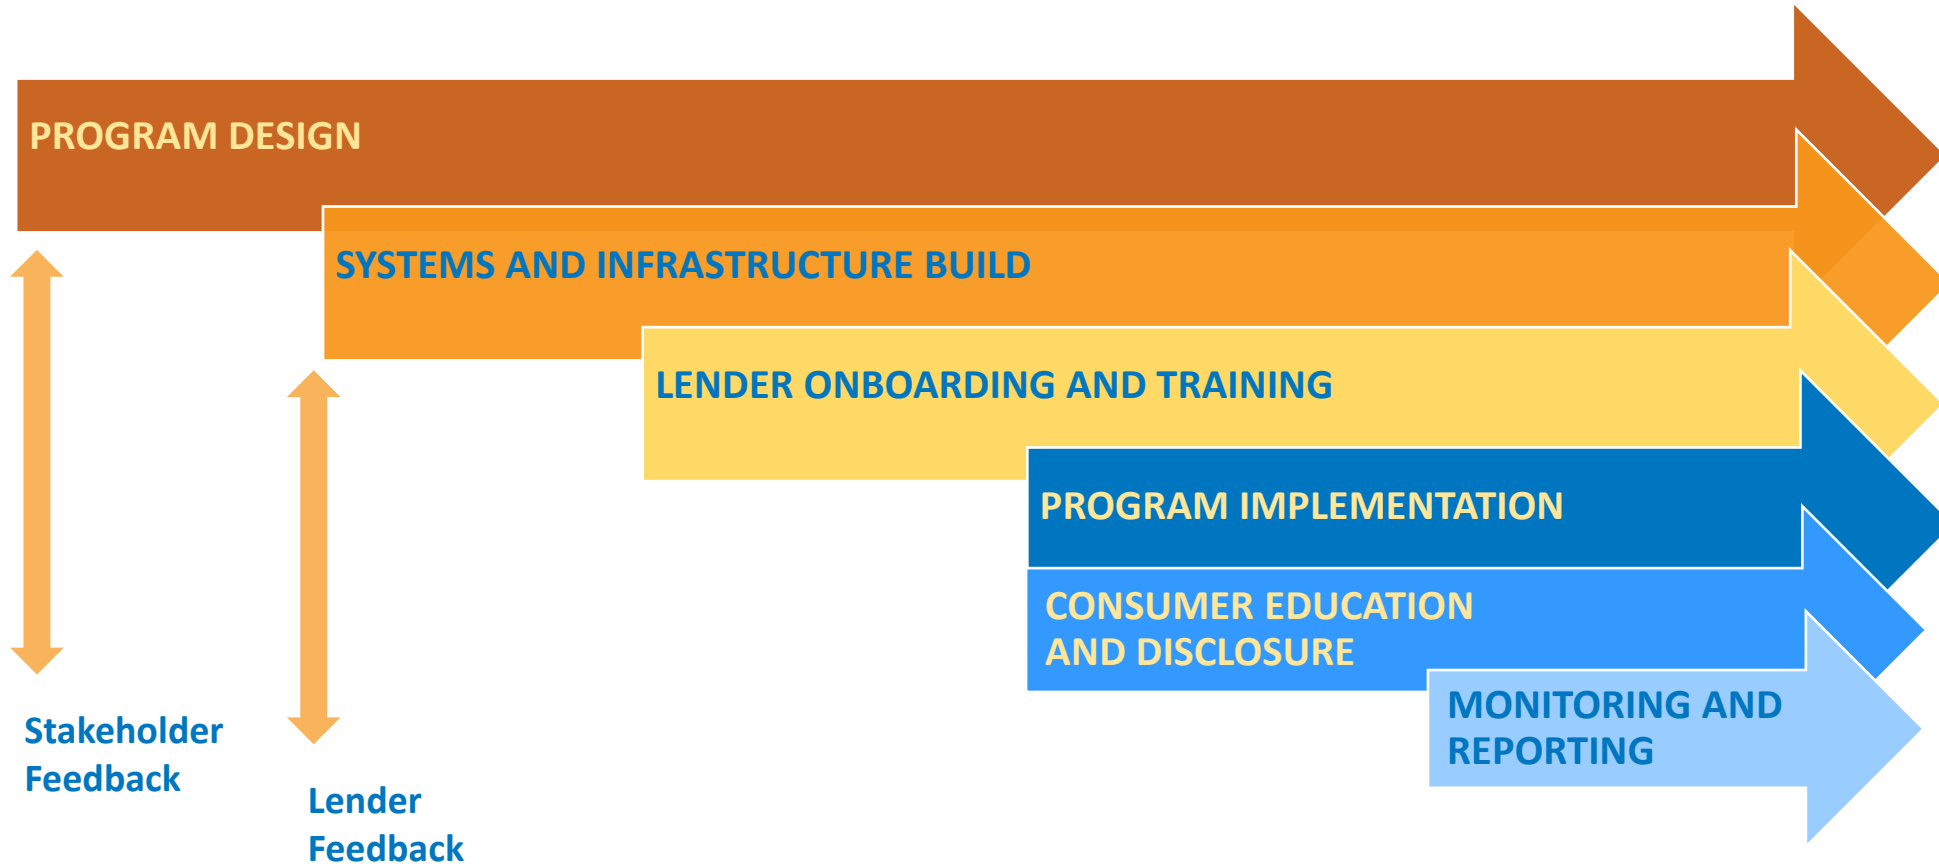 PROGRAM DESIGN
SYSTEMS AND INFRASTRUCTURE BUILD
LENDER ONBOARDING AND TRAINING
PROGRAM IMPLEMENTATION
CONSUMER EDUCATION
AND DISCLOSURE
MONITORING AND
REPORTING
Stakeholder
Feedback
Lender
Feedback